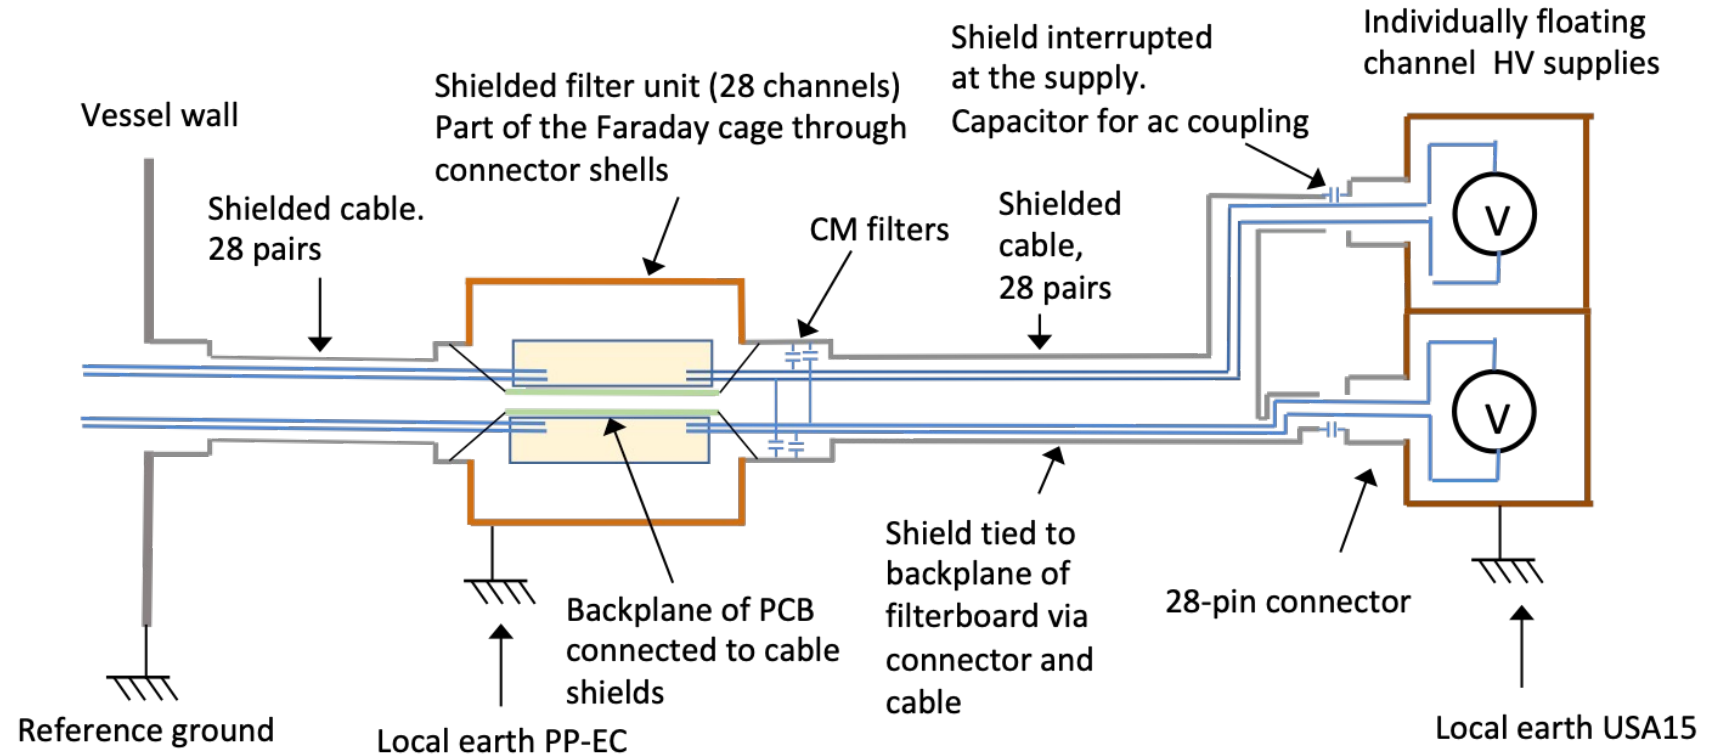 Individually floating
channel HV supplies
Shield interrupted
at the supply.
Capacitor for ac coupling
Shielded filter unit (28 channels)
Part of the Faraday cage through
connector shells
Vessel wall
Shielded cable.
28 pairs
CM filters
Shielded
cable,
28 pairs
V
V
Shield tied to
backplane of
filterboard via
connector and
cable
28-pin connector
Backplane of PCB
connected to cable
shields
Reference ground
Local earth PP-EC
Local earth USA15